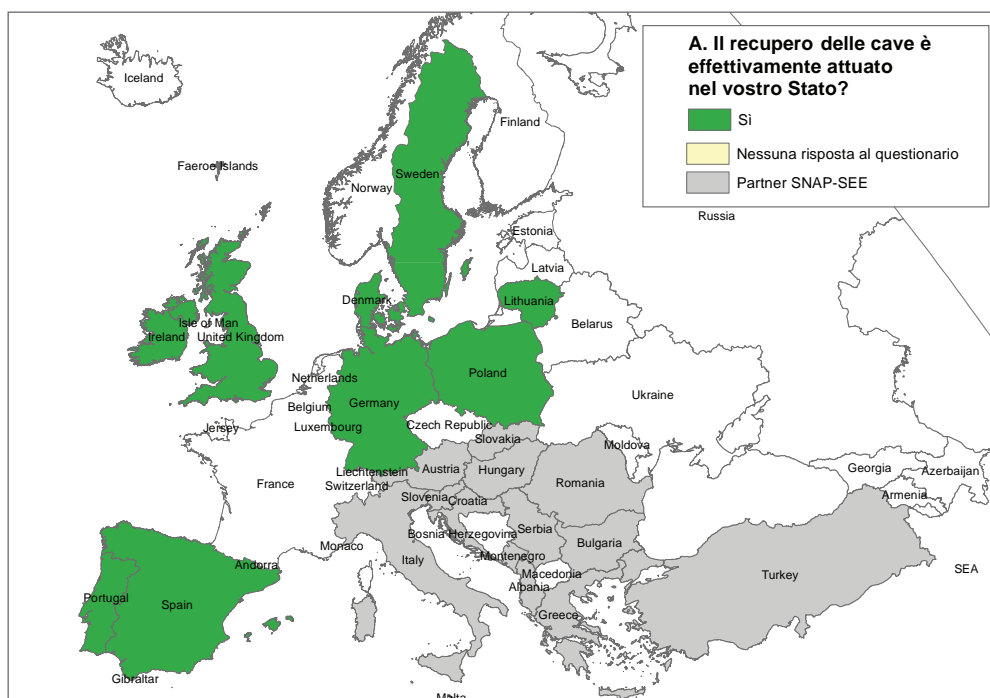 A. Il recupero delle cave è
effettivamente attuato
nel vostro Stato?
Sì
Nessuna risposta al questionario
Partner SNAP-SEE
Iceland
Faeroe Islands
Norway
Sweden
Finland
Russia
Estonia
Latvia
Lithuania
Denmark
Belarus
Isle of Man
Ireland
United Kingdom
Netherlands
Poland
Germany
Belgium
Ukraine
Jersey
Luxembourg
Czech Republic
Slovakia
Moldova
Liechtenstein
Austria
Hungary
France
Switzerland
Romania
Georgia
Azerbaijan
Slovenia
Croatia
Armenia
Bosnia Herzegovina
Serbia
Monaco
Italy
Montenegro
Bulgaria
Andorra
Macedonia
Turkey
SEA
Albania
Portugal
Spain
Greece
Gibraltar
Malta